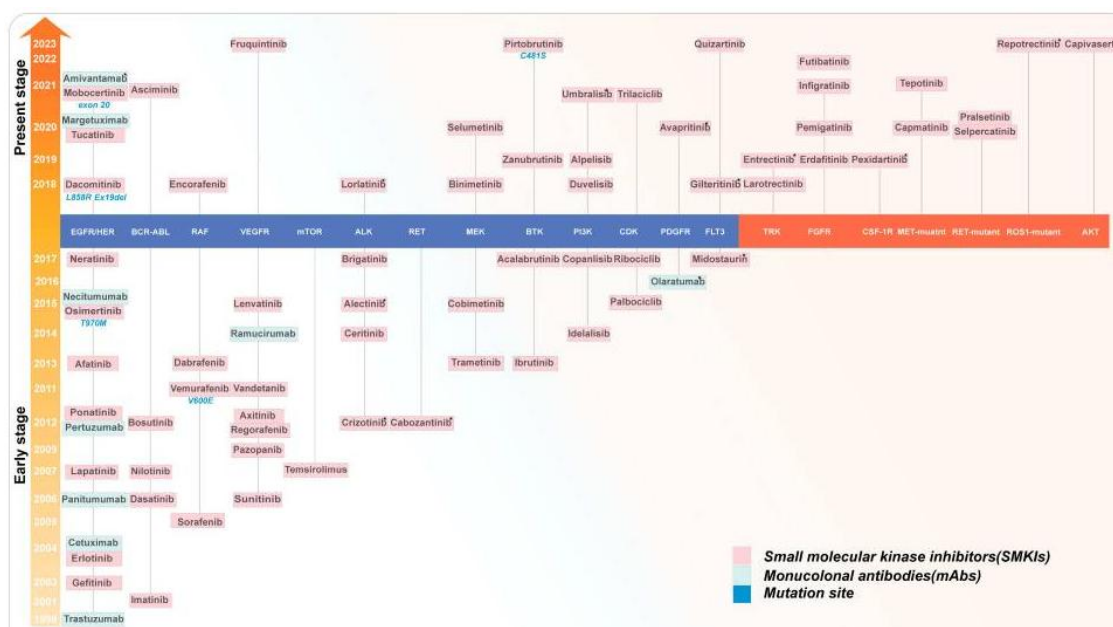 2023 Fruquintinib Pirtobrutinib Quizartinib Repotrectinib* Capivasert
C481S
2022 Futibatinib
Amivantamab*
2021 Mobocertinib Asciminib Umbralisib* Trilaciclib Infigratinib Tepotinib
exon 20
Margetuximab Pralsetinib
2020 Tucatinib Selumetinib Avapritinib* Pemigatinib Capmatinib Selpercatinib
2019 Zanubrutinib Alpelisib Entrectinib* Erdafitinib Pexidartinib*
2018 Dacomitinib Encorafenib Lorlatinib* Binimetinib Duvelisib Gilteritinib* Larotrectinib
L858R Ex19del
Present stage
EGFR/HER BCR-ABL RAF VEGFR mTOR ALK RET MEK BTK PI3K CDK PDGFR FLT3 TRK FGFR CSF-1R MET-muatnt RET-mutant ROS1-mutant AKT
2017 Neratinib Brigatinib Acalabrutinib Copanlisib Ribociclib Midostaurin*
2016 Olaratumab*
Necitumumab
2015 Osimertinib Lenvatinib Alectinib* Cobimetinib Palbociclib
T970M
2014 Ramucirumab Ceritinib Idelalisib
2013 Afatinib Dabrafenib Trametinib Ibrutinib
2011 Vemurafenib Vandetanib
V600E
Ponatinib Axitinib
2012 Pertuzumab Bosutinib Regorafenib Crizotinib* Cabozantinib*
2009 Pazopanib
2007 Lapatinib Nilotinib Temsirolimus
2006 Panitumumab Dasatinib Sunitinib
2005 Sorafenib
Cetuximab
2004 Erlotinib
2003 Gefitinib
2001 Imatinib
1998 Trastuzumab
Early stage
Small molecular kinase inhibitors(SMKIs)
Monucolonal antibodies(mAbs)
Mutation site